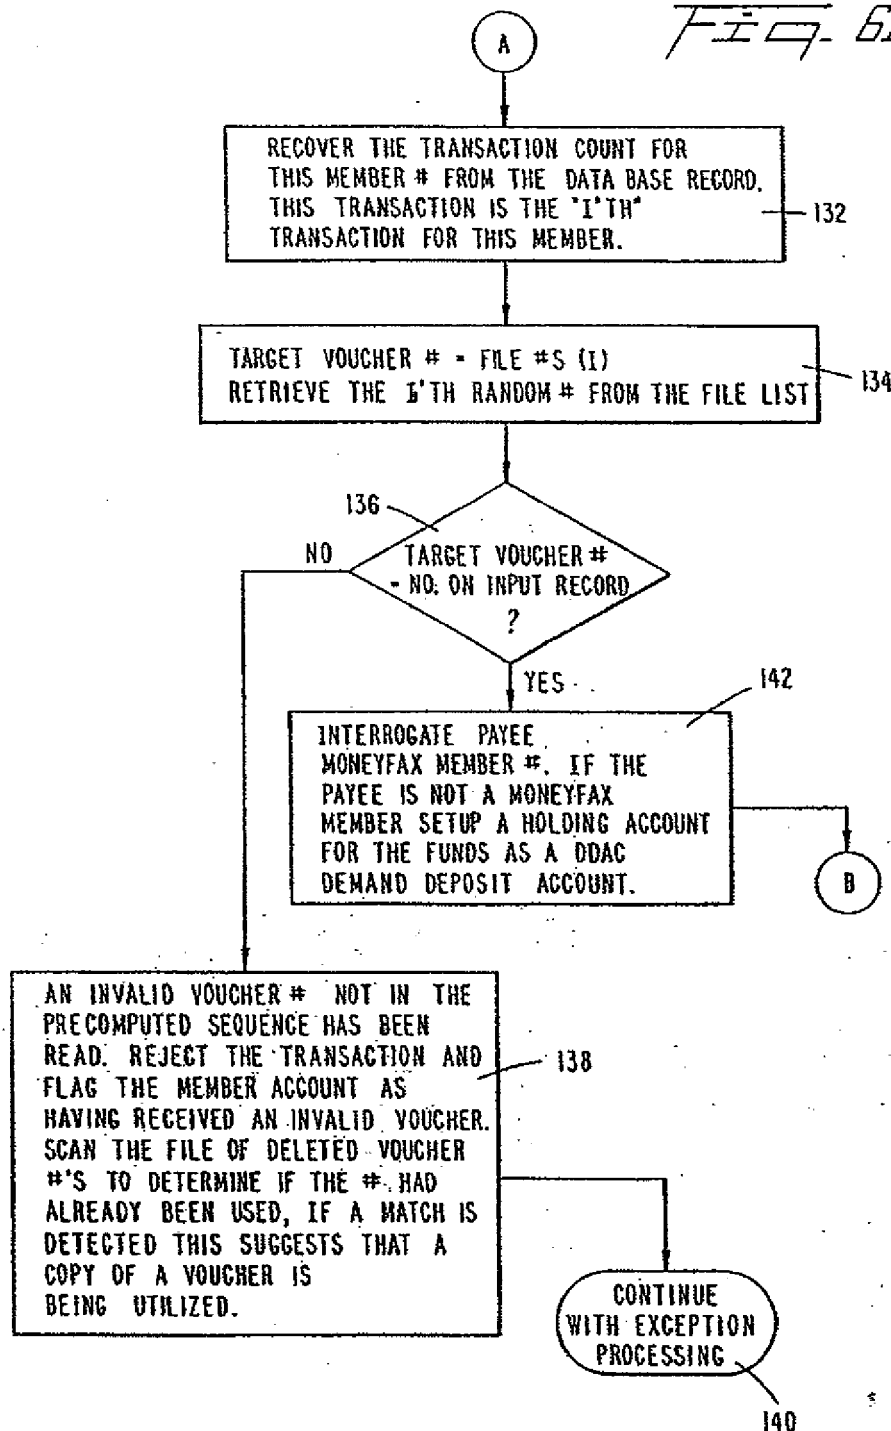 Fig. 6
A
RECOVER THE TRANSACTION COUNT FOR
THIS MEMBER # FROM THE DATA BASE RECORD.
THIS TRANSACTION IS THE "I'TH"
TRANSACTION FOR THIS MEMBER.
132
TARGET VOUCHER # = FILE #S (I)
RETRIEVE THE I'TH RANDOM # FROM THE FILE LIST
134
136
NO
TARGET VOUCHER #
= NO. ON INPUT RECORD
?
YES
142
INTERROGATE PAYEE
MONEYFAX MEMBER #. IF THE
PAYEE IS NOT A MONEYFAX
MEMBER SETUP A HOLDING ACCOUNT
FOR THE FUNDS AS A DDAC
DEMAND DEPOSIT ACCOUNT.
B
AN INVALID VOUCHER # NOT IN THE
PRECOMPUTED SEQUENCE HAS BEEN
READ. REJECT THE TRANSACTION AND
FLAG THE MEMBER ACCOUNT AS
HAVING RECEIVED AN INVALID VOUCHER.
SCAN THE FILE OF DELETED VOUCHER
#'S TO DETERMINE IF THE # HAD
ALREADY BEEN USED, IF A MATCH IS
DETECTED THIS SUGGESTS THAT A
COPY OF A VOUCHER IS
BEING UTILIZED.
138
CONTINUE
WITH EXCEPTION
PROCESSING
140